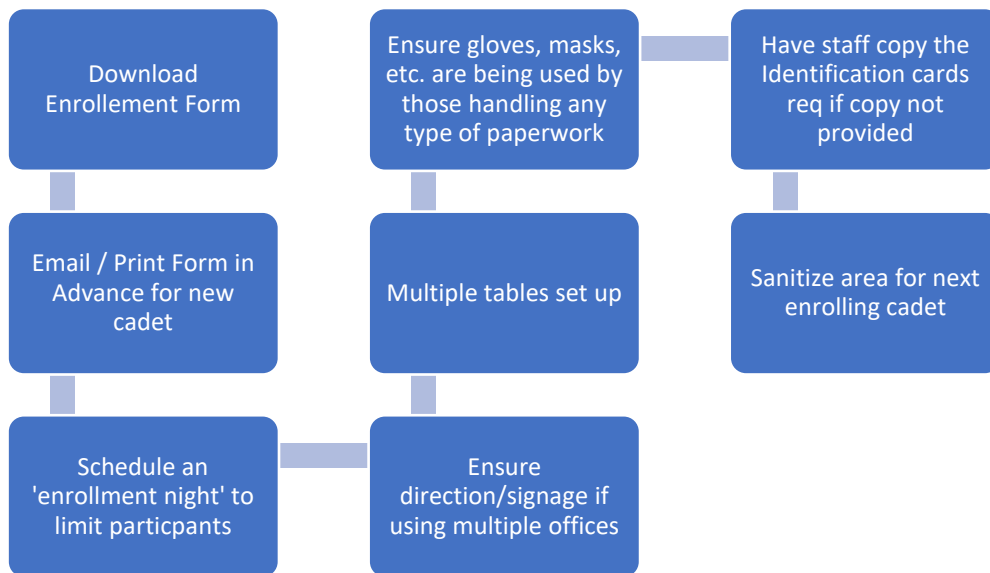 Download
Enrollement Form
Email / Print Form in
Advance for new
cadet
Schedule an
'enrollment night' to
limit particpants
Ensure
direction/signage if
using multiple offices
Multiple tables set up
Ensure gloves, masks,
etc. are being used by
those handling any
type of paperwork
Have staff copy the
Identification cards
req if copy not
provided
Sanitize area for next
enrolling cadet